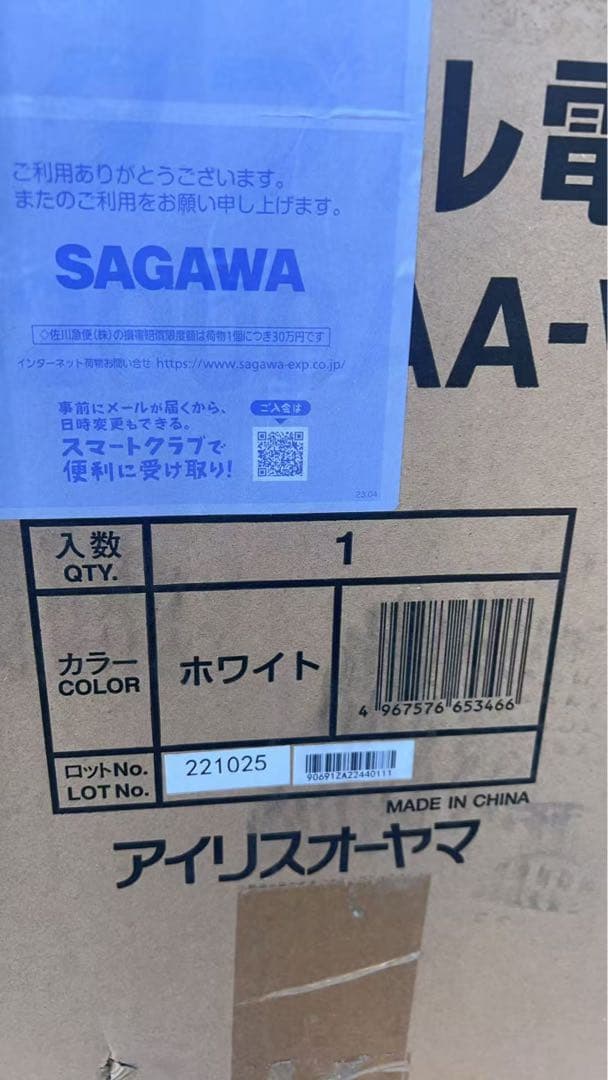 ル電
AA-
ご利用ありがとうございます。
またのご利用をお願い申し上げます。
SAGAWA
◇佐川急便(株)の損害賠償限度額は荷物1個につき30万円です
インターネット荷物お問い合せ https://www.sagawa-exp.co.jp/
事前にメールが届くから、
日時変更もできる。
スマートクラブで
便利に受け取り!
ご入会は
23.04
入数
QTY.
1
カラー
COLOR
ホワイト
4 967576 653466
ロットNo.
LOT No.
221025
90691ZA22440111
MADE IN CHINA
アイリスオーヤマ